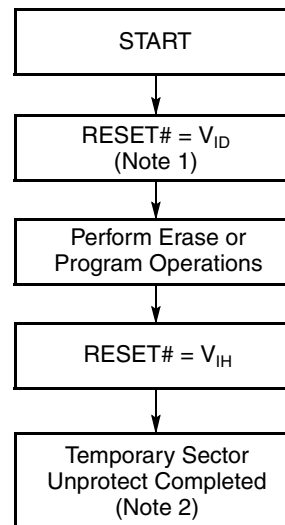 START
RESET# = V_ID
(Note 1)
Perform Erase or
Program Operations
RESET# = V_IH
Temporary Sector
Unprotect Completed
(Note 2)